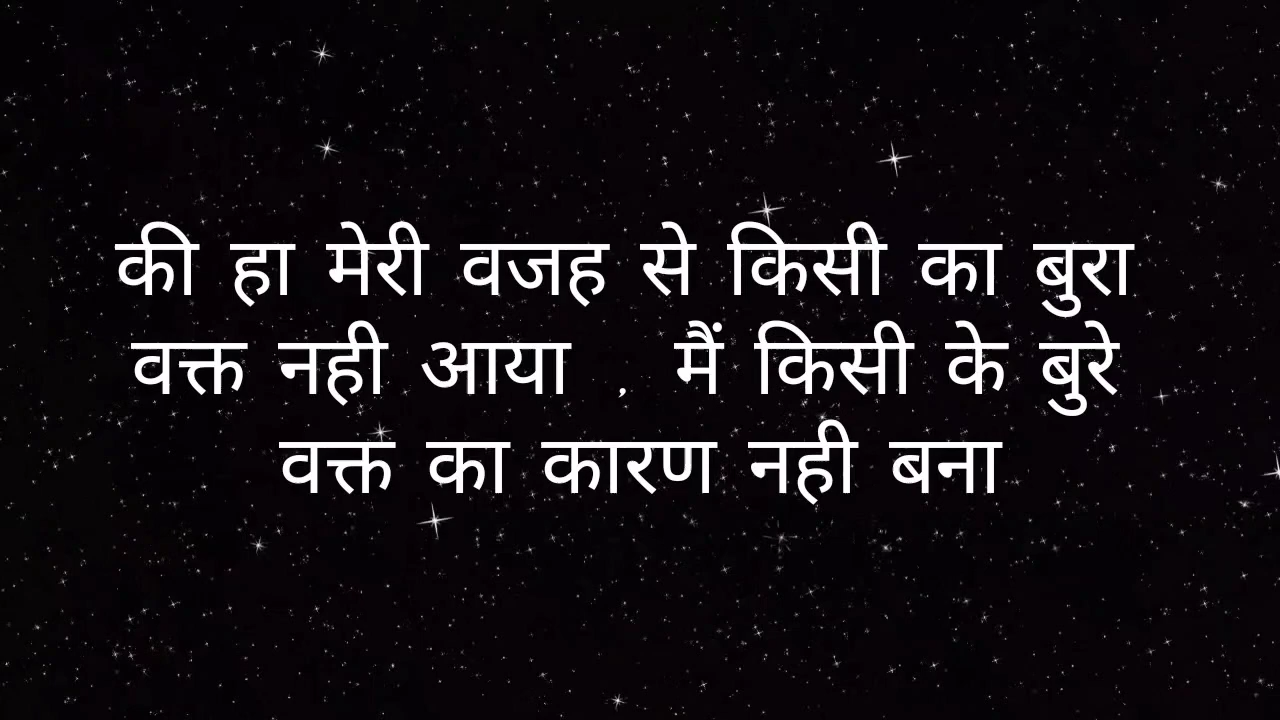 की हा मेरी वजह से किसी का बुरा
वक्त नही आया , मैं किसी के बुरे
वक्त का कारण नही बना